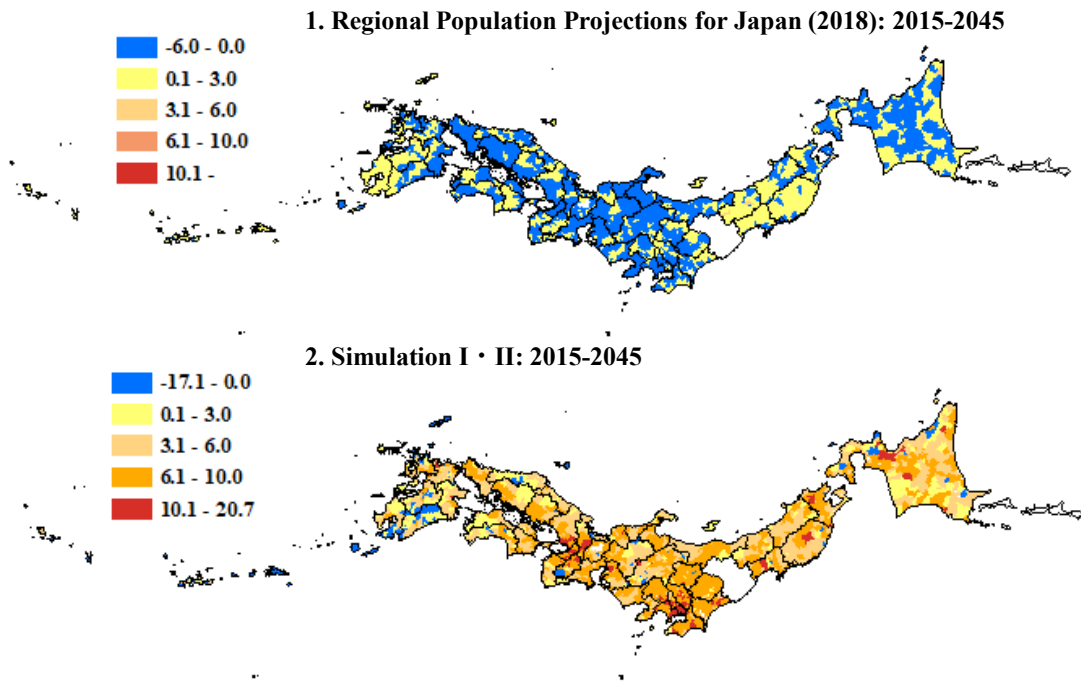 1. Regional Population Projections for Japan (2018): 2015-2045
-6.0 - 0.0
0.1 - 3.0
3.1 - 6.0
6.1 - 10.0
10.1 -
2. Simulation I・II: 2015-2045
-17.1 - 0.0
0.1 - 3.0
3.1 - 6.0
6.1 - 10.0
10.1 - 20.7